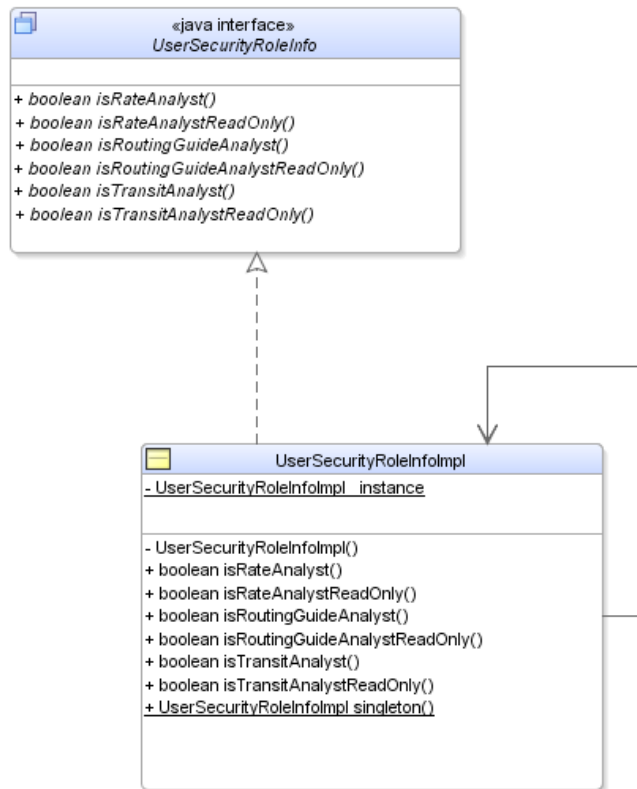 «java interface»
UserSecurityRoleInfo
+ boolean isRateAnalyst()
+ boolean isRateAnalystReadOnly()
+ boolean isRoutingGuideAnalyst()
+ boolean isRoutingGuideAnalystReadOnly()
+ boolean isTransitAnalyst()
+ boolean isTransitAnalystReadOnly()
UserSecurityRoleInfoImpl
- UserSecurityRoleInfoImpl _instance
- UserSecurityRoleInfoImpl()
+ boolean isRateAnalyst()
+ boolean isRateAnalystReadOnly()
+ boolean isRoutingGuideAnalyst()
+ boolean isRoutingGuideAnalystReadOnly()
+ boolean isTransitAnalyst()
+ boolean isTransitAnalystReadOnly()
+ UserSecurityRoleInfoImpl singleton()